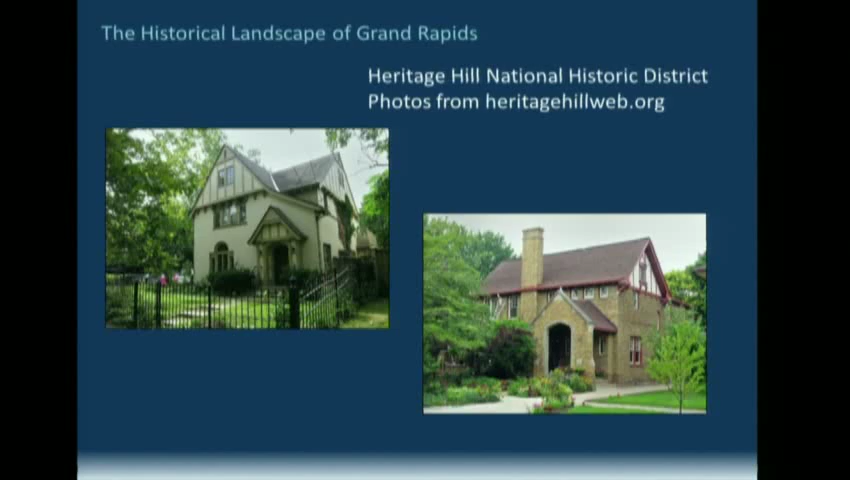 The Historical Landscape of Grand Rapids
Heritage Hill National Historic District
Photos from heritagehillweb.org